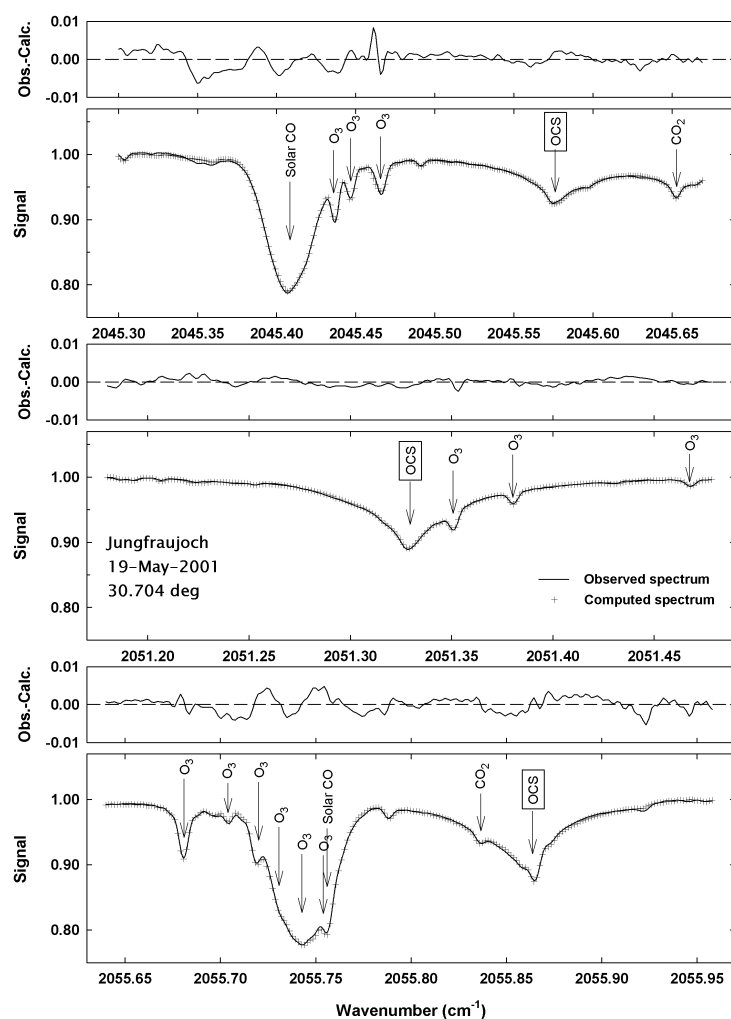 0.01
0.00
-0.01
Obs.-Calc.
Solar CO
O3
O3
O3
OCS
CO2
1.00
0.90
0.80
Signal
2045.30 2045.35 2045.40 2045.45 2045.50 2045.55 2045.60 2045.65
0.01
0.00
-0.01
Obs.-Calc.
OCS
O3
O3
O3
1.00
0.90
0.80
Signal
Jungfraujoch
19-May-2001
30.704 deg
Observed spectrum
Computed spectrum
2051.20 2051.25 2051.30 2051.35 2051.40 2051.45
0.01
0.00
-0.01
Obs.-Calc.
O3
O3
O3
O3
O3
O3
Solar CO
CO2
OCS
1.00
0.90
0.80
Signal
2055.65 2055.70 2055.75 2055.80 2055.85 2055.90 2055.95
Wavenumber (cm-1)